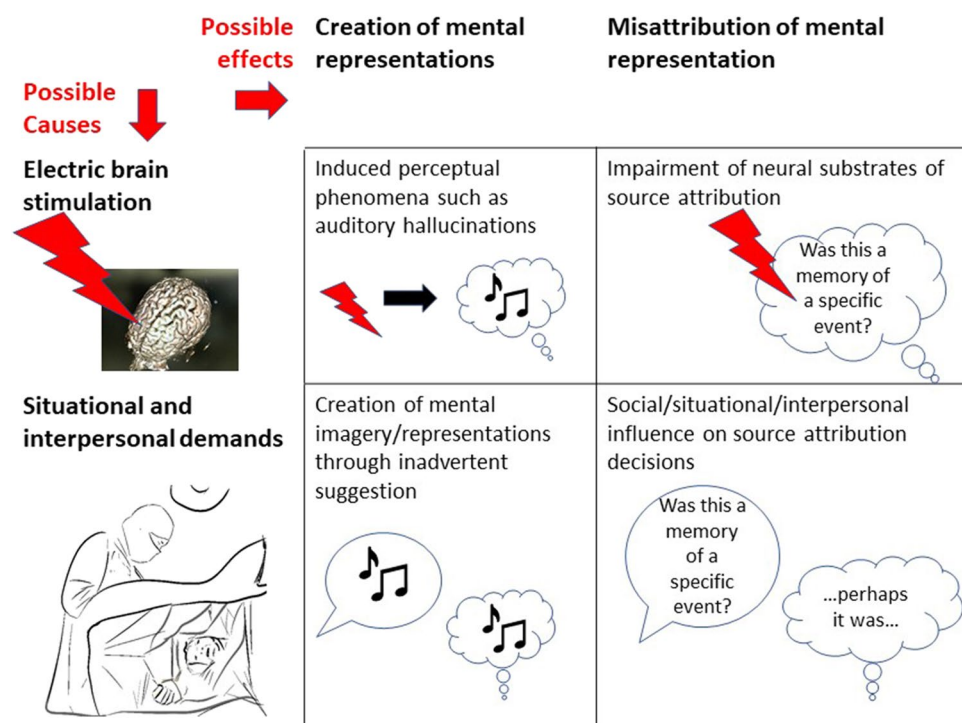 Possible
effects
Creation of mental
representations
Misattribution of mental
representation
Possible
Causes
Electric brain
stimulation
Induced perceptual
phenomena such as
auditory hallucinations
Impairment of neural substrates of
source attribution
Was this a
memory of
a specific
event?
Situational and
interpersonal demands
Creation of mental
imagery/representations
through inadvertent
suggestion
Social/situational/interpersonal
influence on source attribution
decisions
Was this a
memory
of a
specific
event?
...perhaps
it was...